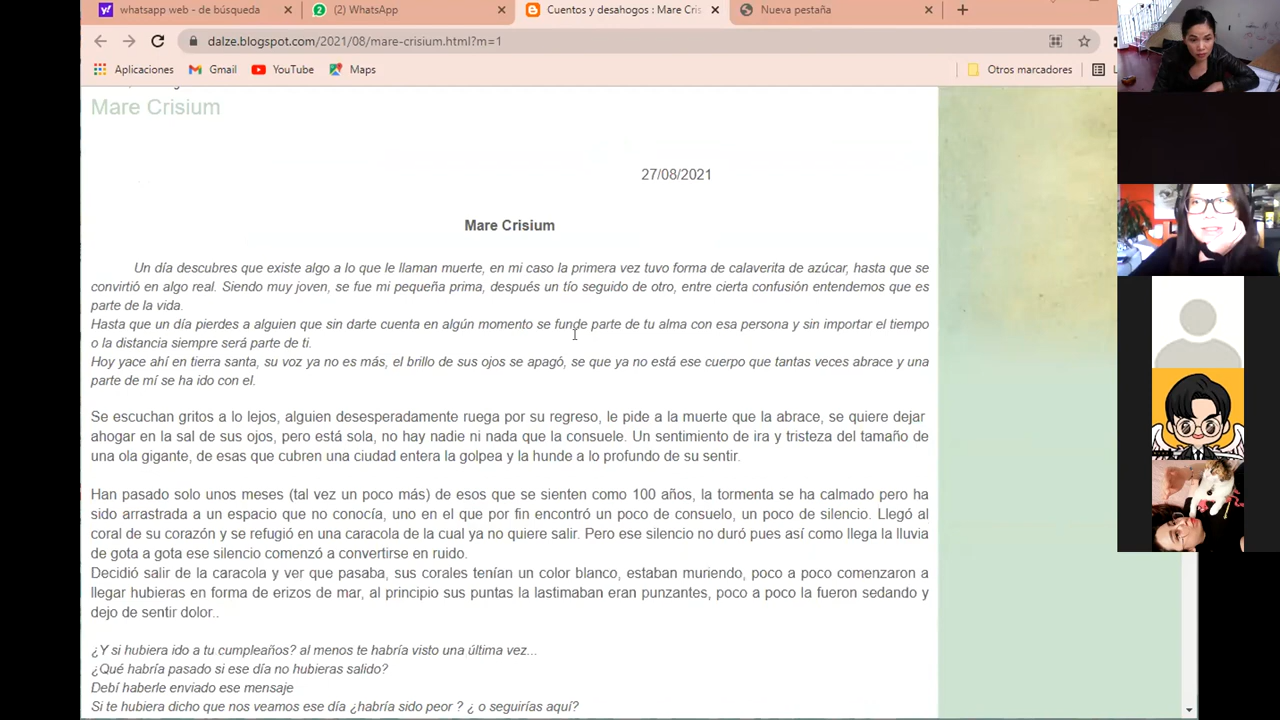 whatsapp web - de búsqueda
(2) WhatsApp
Cuentos y desahogos : Mare Cris
Nueva pestaña
dalze.blogspot.com/2021/08/mare-crisium.html?m=1
Aplicaciones
Gmail
YouTube
Maps
Otros marcadores
Mare Crisium
27/08/2021
Mare Crisium
Un día descubres que existe algo a lo que le llaman muerte, en mi caso la primera vez tuvo forma de calaverita de azúcar, hasta que se
convirtió en algo real. Siendo muy joven, se fue mi pequeña prima, después un tío seguido de otro, entre cierta confusión entendemos que es
parte de la vida.
Hasta que un día pierdes a alguien que sin darte cuenta en algún momento se funde parte de tu alma con esa persona y sin importar el tiempo
o la distancia siempre será parte de ti.
Hoy yace ahí en tierra santa, su voz ya no es más, el brillo de sus ojos se apagó, se que ya no está ese cuerpo que tantas veces abrace y una
parte de mí se ha ido con el.
Se escuchan gritos a lo lejos, alguien desesperadamente ruega por su regreso, le pide a la muerte que la abrace, se quiere dejar
ahogar en la sal de sus ojos, pero está sola, no hay nadie ni nada que la consuele. Un sentimiento de ira y tristeza del tamaño de
una ola gigante, de esas que cubren una ciudad entera la golpea y la hunde a lo profundo de su sentir.
Han pasado solo unos meses (tal vez un poco más) de esos que se sienten como 100 años, la tormenta se ha calmado pero ha
sido arrastrada a un espacio que no conocía, uno en el que por fin encontró un poco de consuelo, un poco de silencio. Llegó al
coral de su corazón y se refugió en una caracola de la cual ya no quiere salir. Pero ese silencio no duró pues así como llega la lluvia
de gota a gota ese silencio comenzó a convertirse en ruido.
Decidió salir de la caracola y ver que pasaba, sus corales tenían un color blanco, estaban muriendo, poco a poco comenzaron a
llegar hubieras en forma de erizos de mar, al principio sus puntas la lastimaban eran punzantes, poco a poco la fueron sedando y
dejo de sentir dolor..
¿Y si hubiera ido a tu cumpleaños? al menos te habría visto una última vez...
¿Qué habría pasado si ese día no hubieras salido?
Debí haberle enviado ese mensaje
Si te hubiera dicho que nos veamos ese día ¿habría sido peor ? ¿ o seguirías aquí?